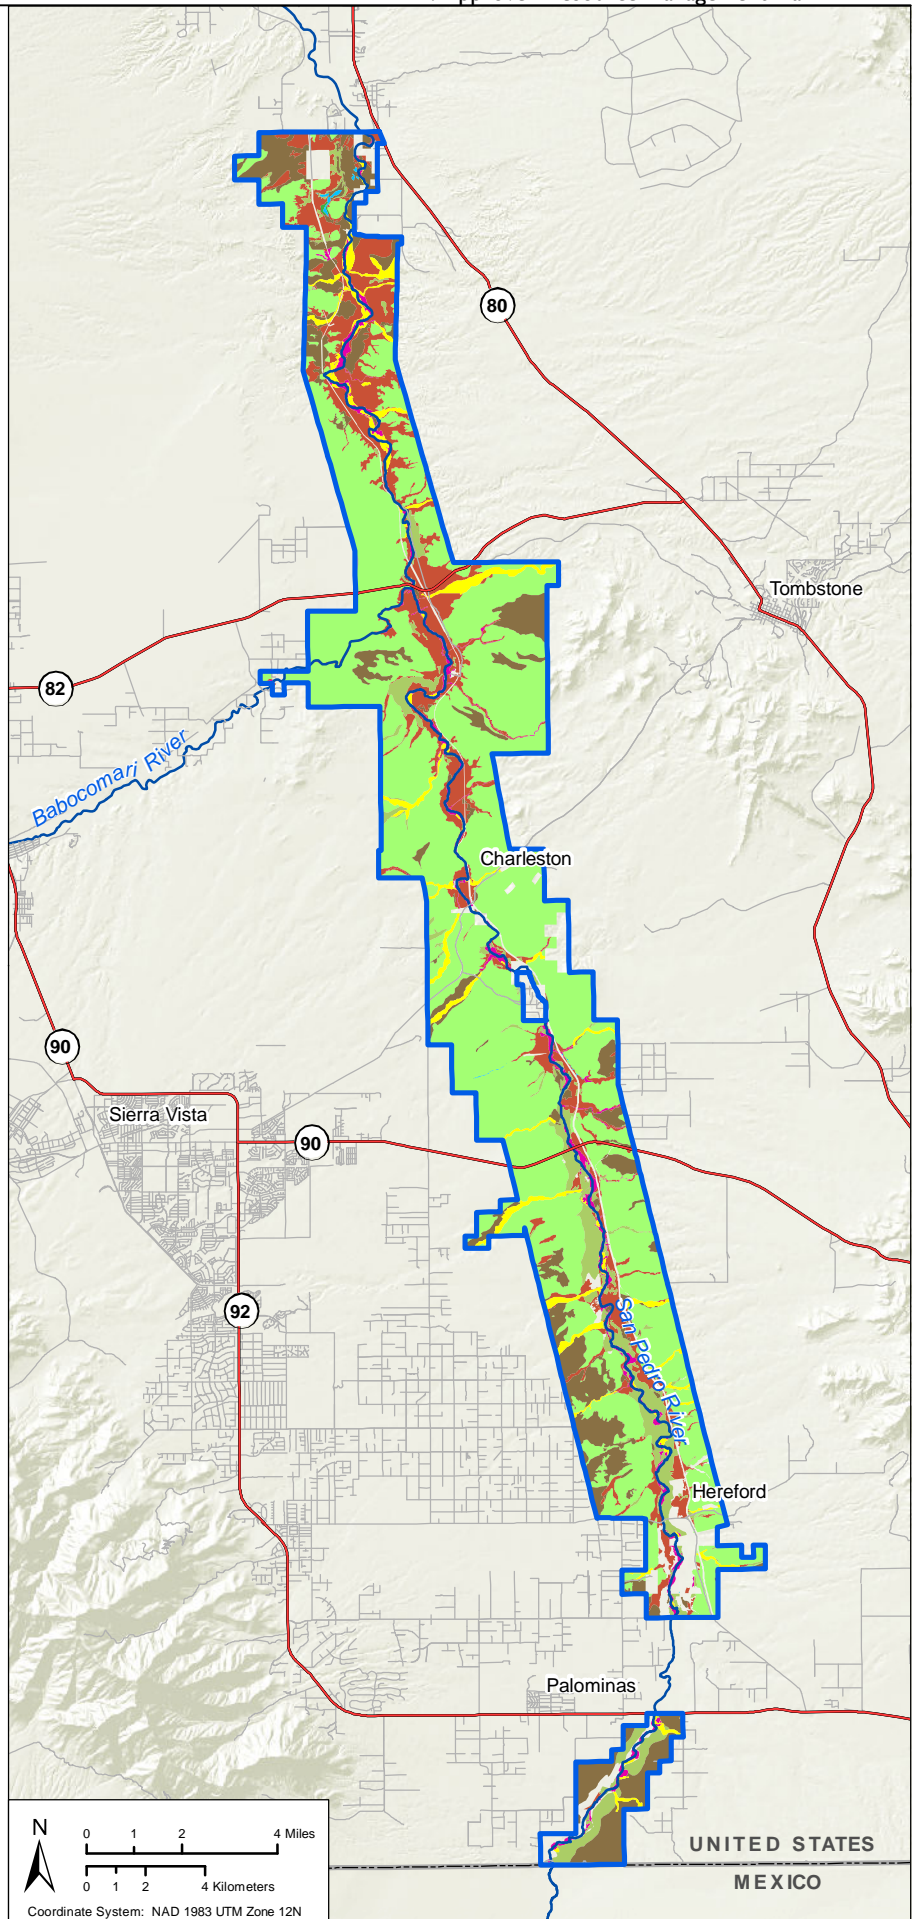 80
Tombstone
82
Babocomari River
Charleston
90
Sierra Vista
90
92
San Pedro River
Hereford
Palominas
N
0 1 2 4 Miles
0 1 2 4 Kilometers
Coordinate System: NAD 1983 UTM Zone 12N
UNITED STATES
MEXICO